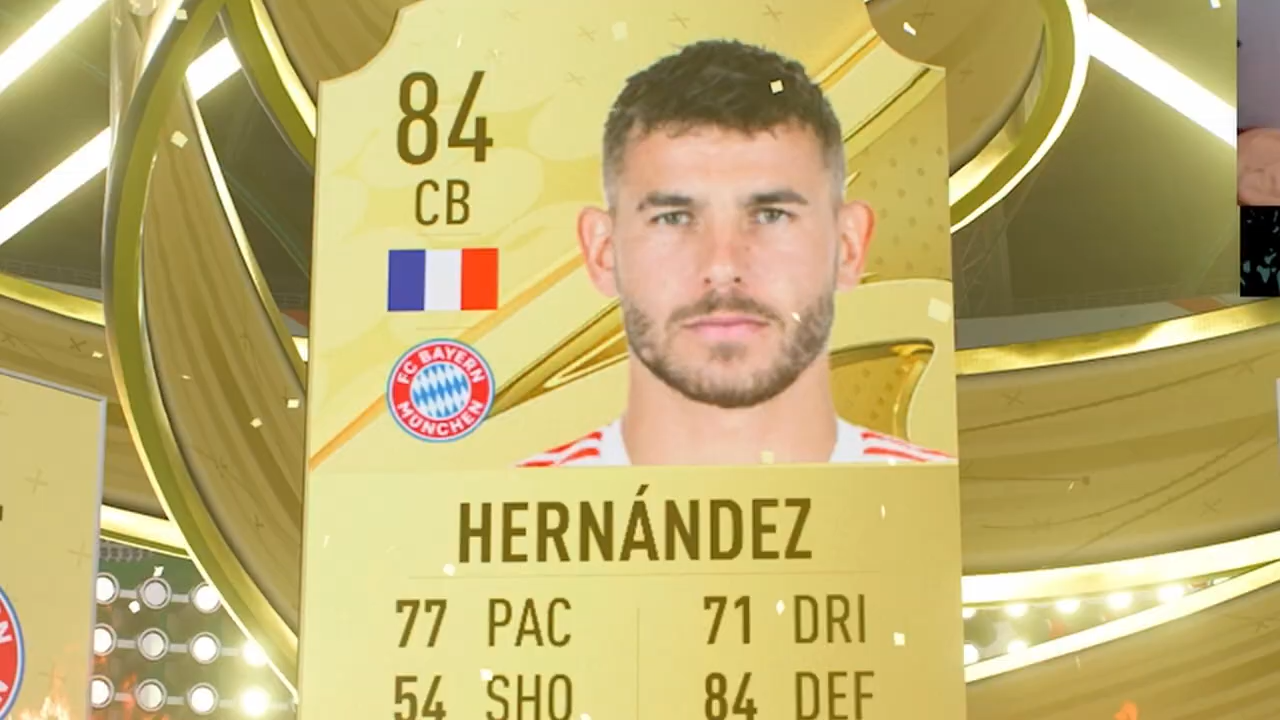 84
CB
FC BAYERN
MÜNCHEN
HERNÁNDEZ
77 PAC 71 DRI
54 SHO 84 DEF